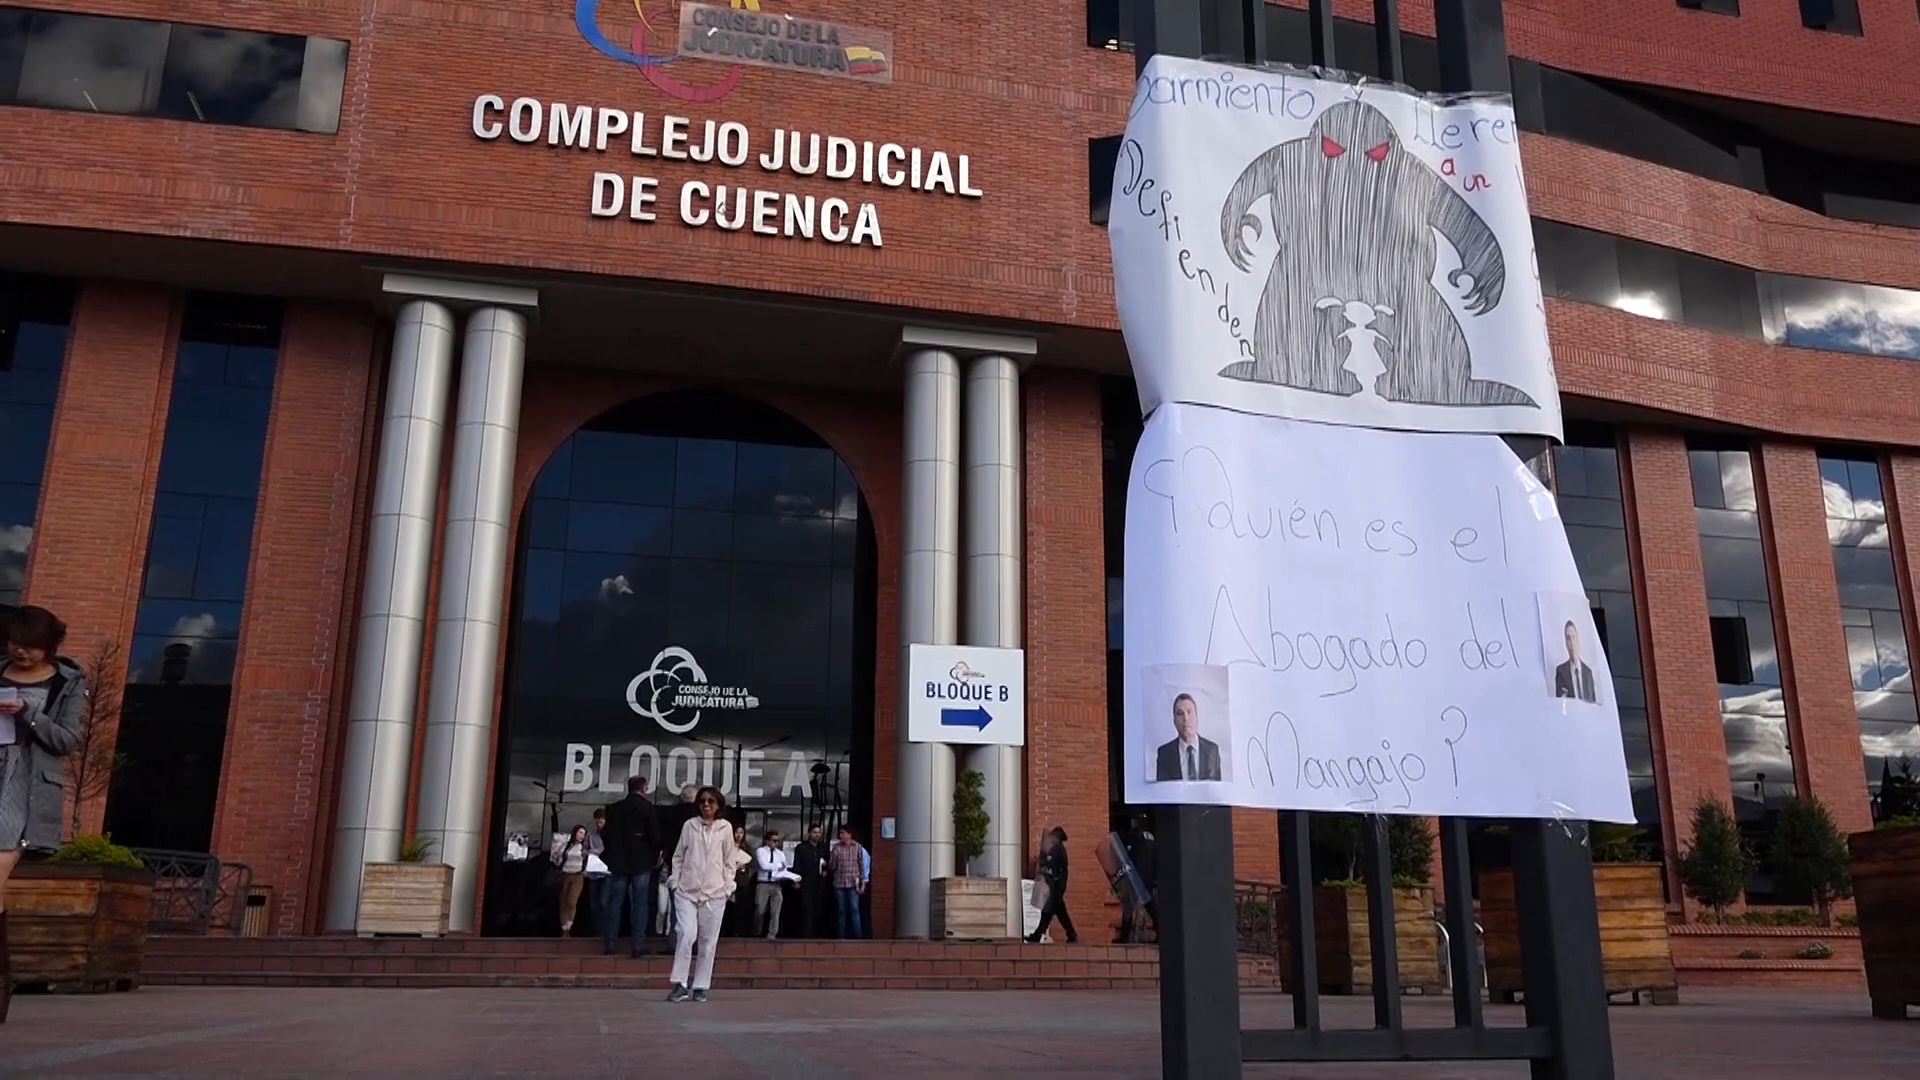 CONSEJO DE LA
JUDICATURA
COMPLEJO JUDICIAL
DE CUENCA
Sarmiento
a
un
Defienden
¿Quién es el
Abogado del
Mangajo?
CONSEJO DE LA
JUDICATURA
BLOQUE A
BLOQUE B